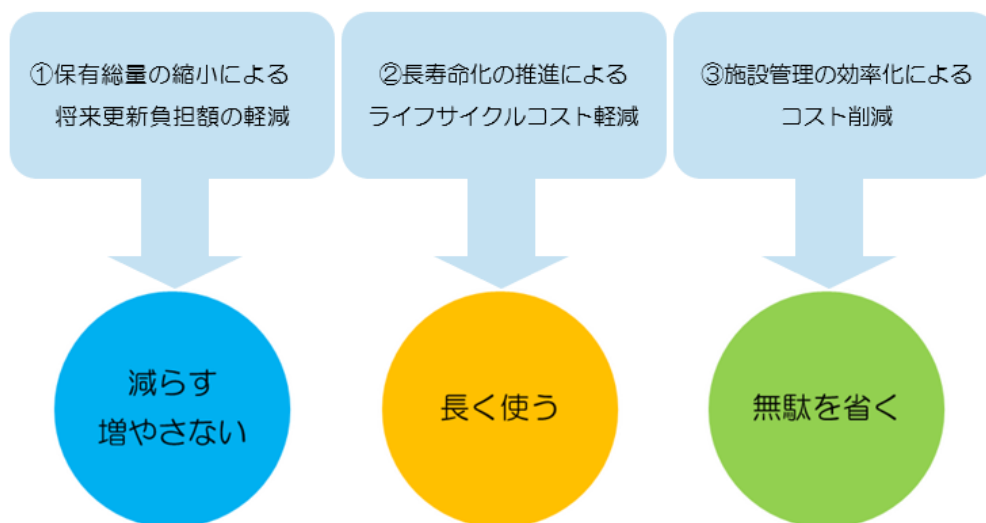 ①保有総量の縮小による
将来更新負担額の軽減
②長寿命化の推進による
ライフサイクルコスト軽減
③施設管理の効率化による
コスト削減
減らす
増やさない
長く使う
無駄を省く